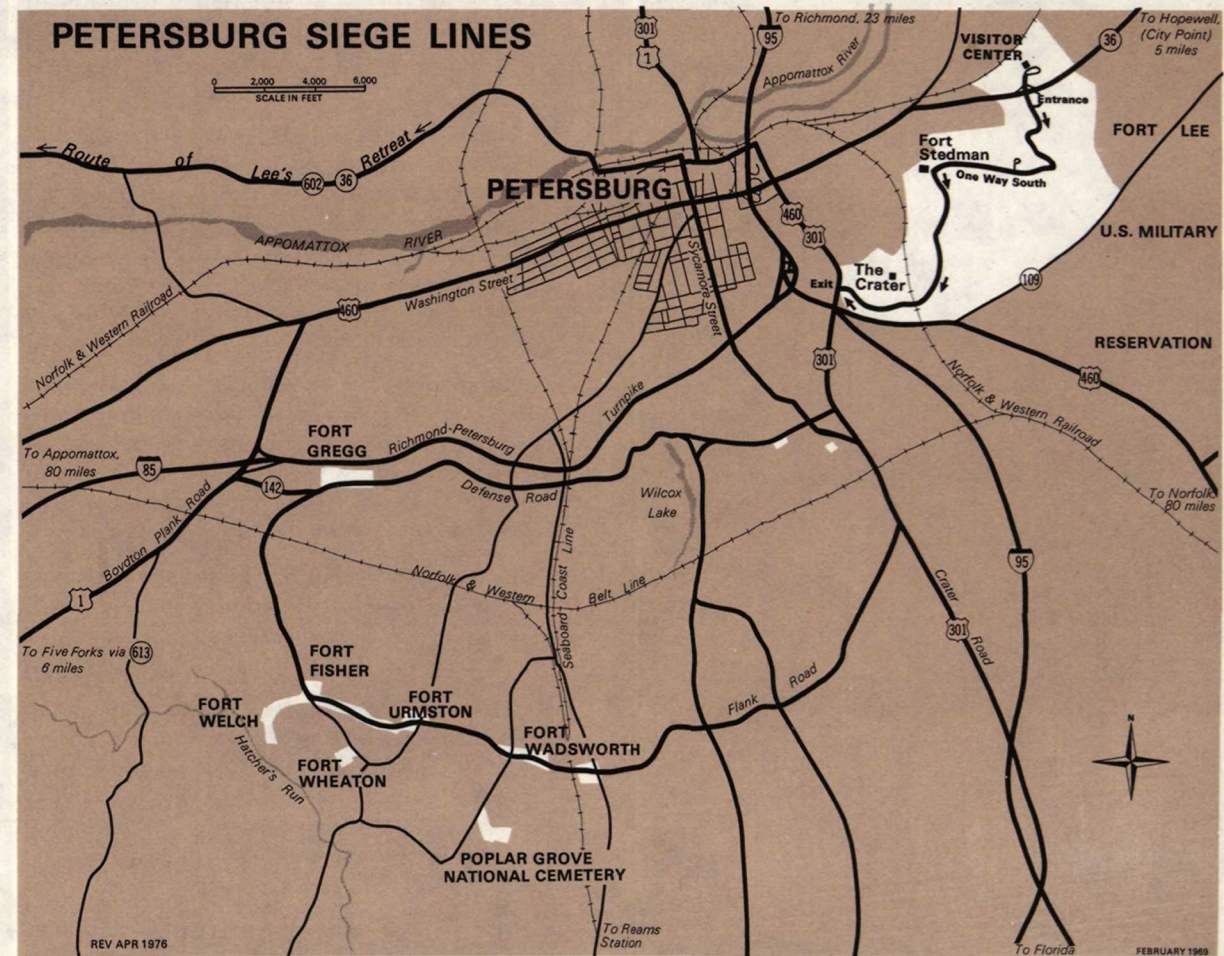 PETERSBURG SIEGE LINES
0 2,000 4,000 6,000
SCALE IN FEET
301
1
95
To Richmond, 23 miles
Appomattox River
VISITOR
CENTER
36
To Hopewell,
(City Point)
5 miles
Entrance
FORT LEE
Fort
Stedman
One Way South
Route of Lee's 602 36 Retreat
PETERSBURG
460
301
U.S. MILITARY
APPOMATTOX RIVER
Sycamore Street
The
Crater
Exit
109
Washington Street
460
Norfolk & Western Railroad
301
RESERVATION
460
Norfolk & Western Railroad
Turnpike
FORT
GREGG
Richmond-Petersburg
To Appomattox,
80 miles
85
142
Defense Road
Wilcox
Lake
To Norfolk,
80 miles
Boydton Plank Road
1
Norfolk & Western Belt Line
Seaboard Coast Line
95
Crater Road
301
To Five Forks via 613
6 miles
FORT
FISHER
FORT
WELCH
FORT
URMSTON
Flank Road
FORT
WADSWORTH
N
Hatcher's Run
FORT
WHEATON
POPLAR GROVE
NATIONAL CEMETERY
To Reams
Station
To Florida
REV APR 1976
FEBRUARY 1969